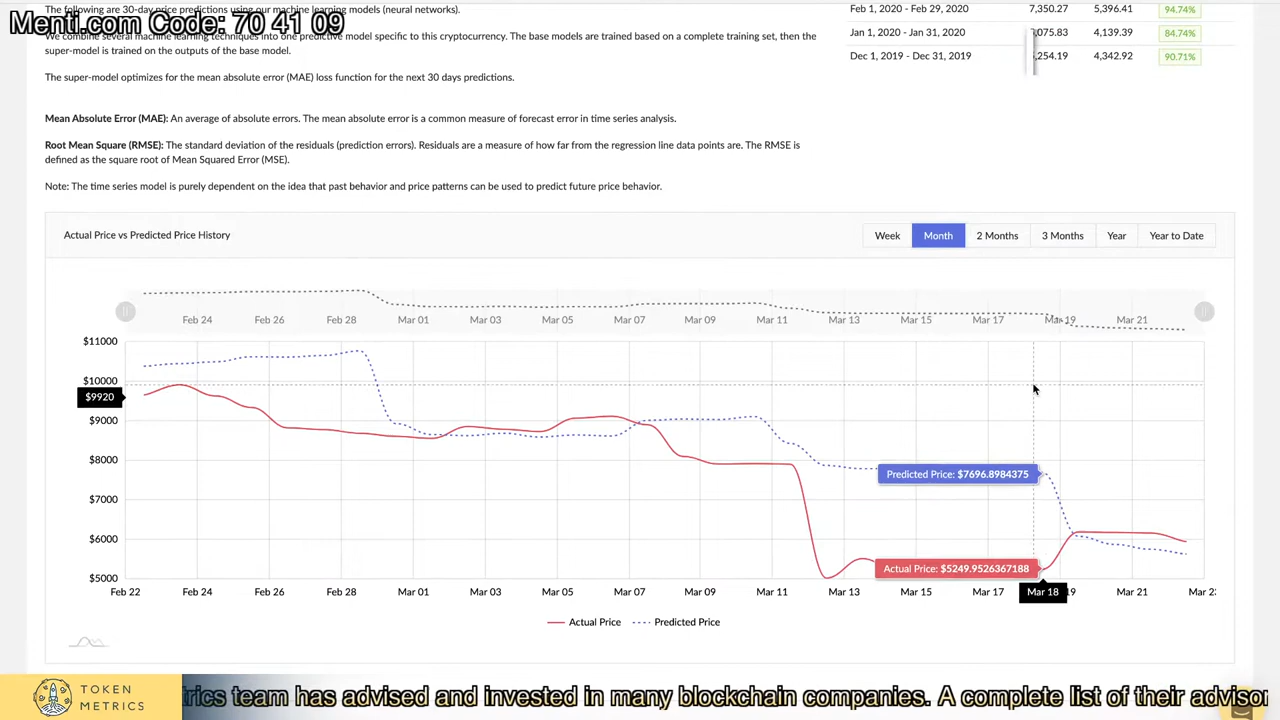 The following are 30-day price predictions using our machine learning models (neural networks).
Menti.com Code: 70 41 09
We combine several machine learning techniques into one predictive model specific to this cryptocurrency. The base models are trained based on a complete training set, then the
super-model is trained on the outputs of the base model.
The super-model optimizes for the mean absolute error (MAE) loss function for the next 30 days predictions.
Feb 1, 2020 - Feb 29, 2020 7,350.27 5,396.41 94.74%
Jan 1, 2020 - Jan 31, 2020 ,075.83 4,139.39 84.74%
Dec 1, 2019 - Dec 31, 2019 ,254.19 4,342.92 90.71%
Mean Absolute Error (MAE): An average of absolute errors. The mean absolute error is a common measure of forecast error in time series analysis.
Root Mean Square (RMSE): The standard deviation of the residuals (prediction errors). Residuals are a measure of how far from the regression line data points are. The RMSE is
defined as the square root of Mean Squared Error (MSE).
Note: The time series model is purely dependent on the idea that past behavior and price patterns can be used to predict future price behavior.
Actual Price vs Predicted Price History
Week Month 2 Months 3 Months Year Year to Date
Feb 24 Feb 26 Feb 28 Mar 01 Mar 03 Mar 05 Mar 07 Mar 09 Mar 11 Mar 13 Mar 15 Mar 17 Mar 19 Mar 21
$11000
$10000
$9920
$9000
$8000
Predicted Price: $7696.8984375
$7000
$6000
Actual Price: $5249.9526367188
$5000
Feb 22 Feb 24 Feb 26 Feb 28 Mar 01 Mar 03 Mar 05 Mar 07 Mar 09 Mar 11 Mar 13 Mar 15 Mar 17 Mar 18 19 Mar 21 Mar 2
Actual Price Predicted Price
TOKEN
METRICS
trics team has advised and invested in many blockchain companies. A complete list of their advisor